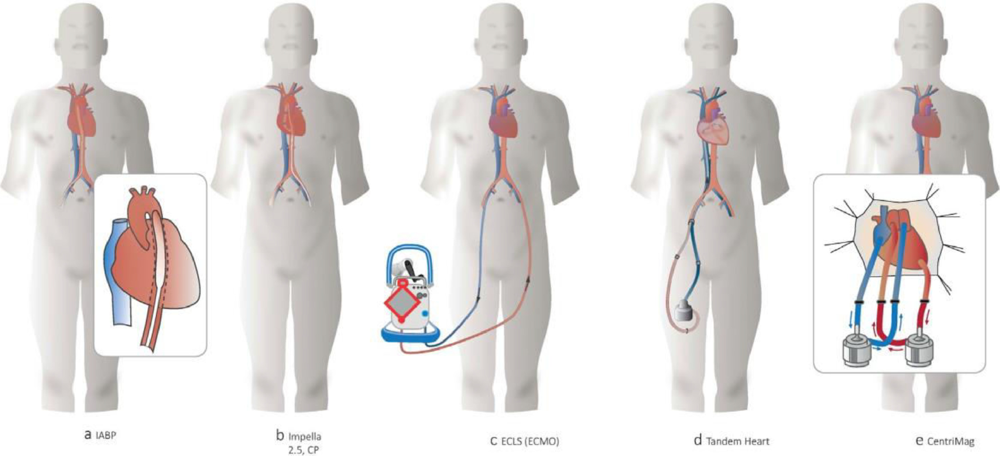 a IABP
b Impella
2.5, CP
c ECLS (ECMO)
d Tandem Heart
e CentriMag